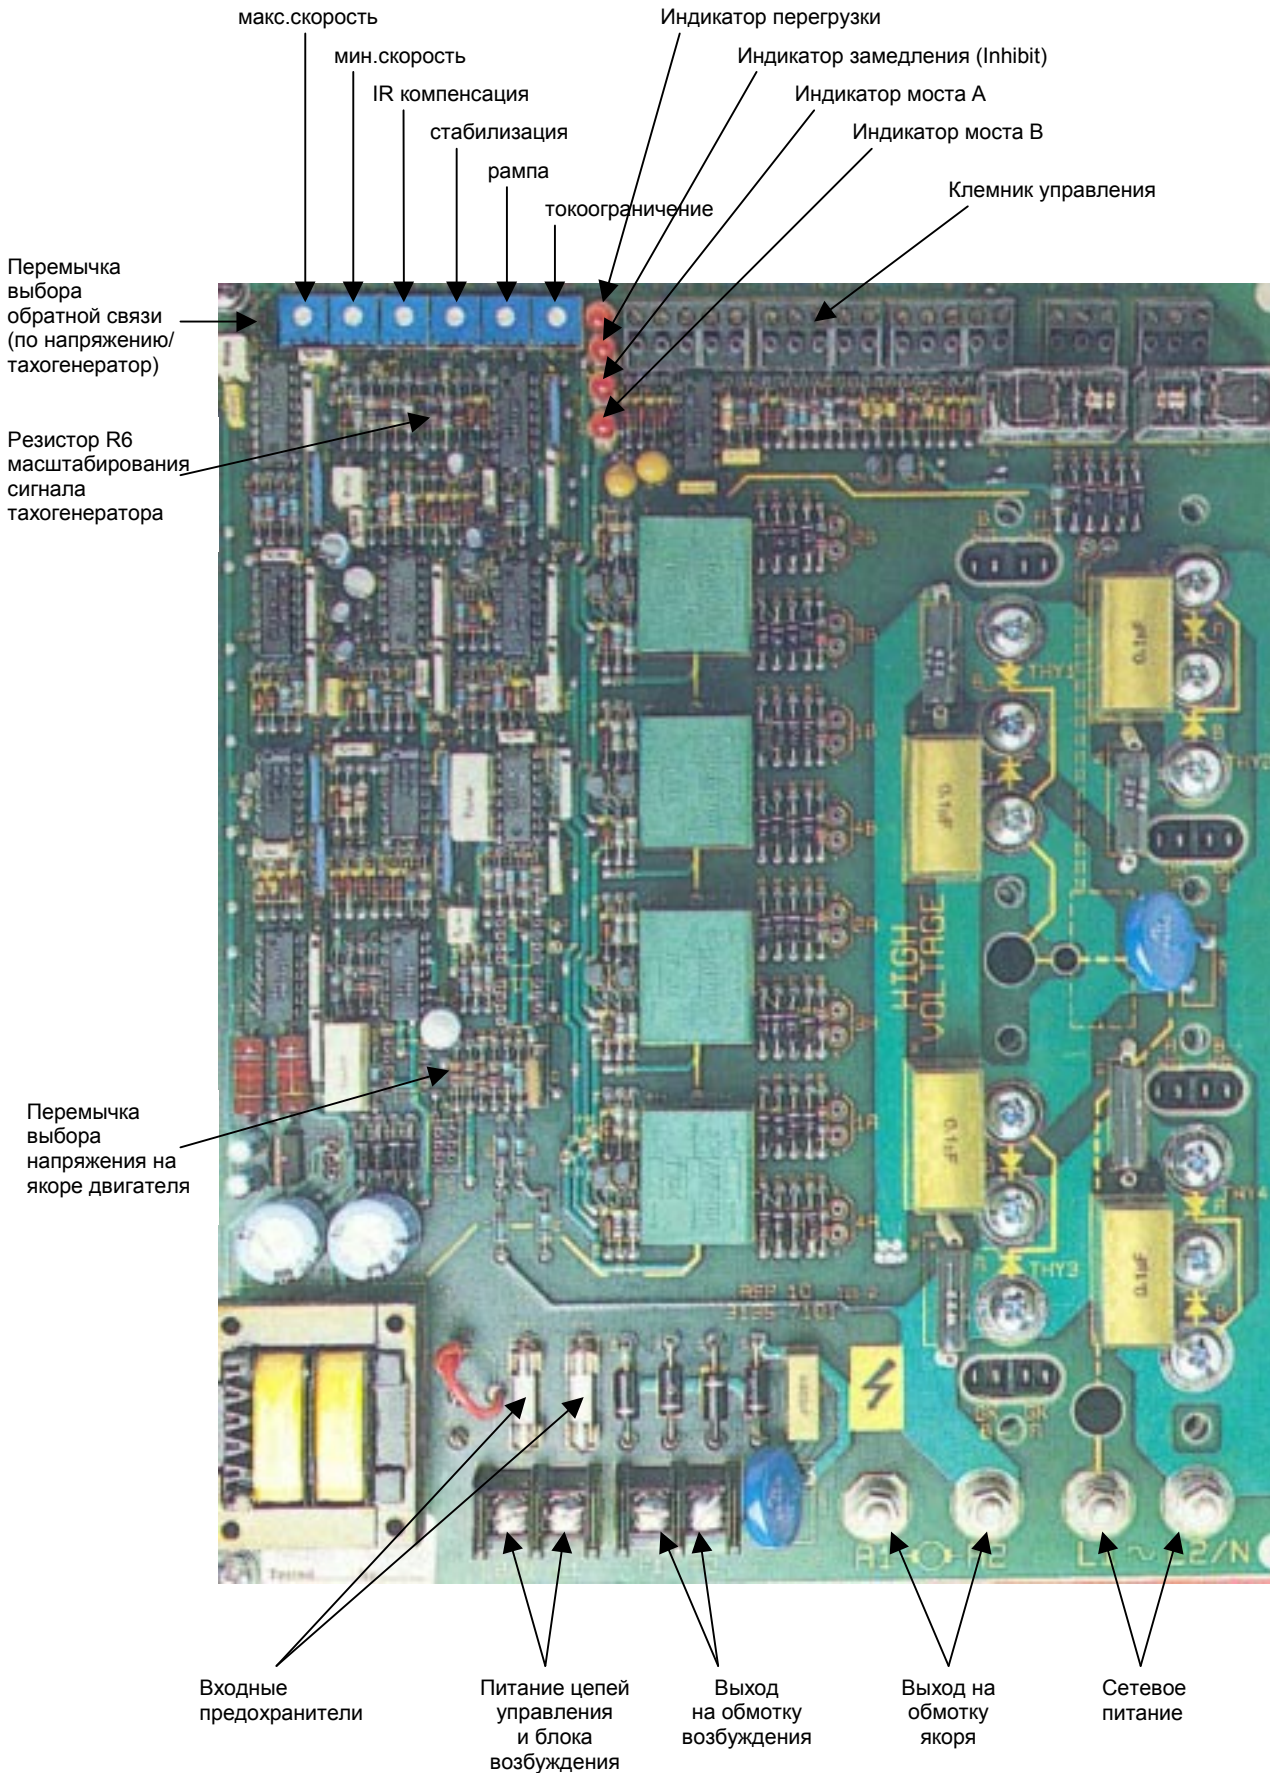 макс.скорость
Индикатор перегрузки
мин.скорость
Индикатор замедления (Inhibit)
IR компенсация
Индикатор моста А
стабилизация
Индикатор моста В
рампа
Клемник управления
токоограничение
Перемычка
выбора
обратной связи
(по напряжению/
тахогенератор)
Резистор R6
масштабирования
сигнала
тахогенератора
THY1
0.1uF
THY2
0.1uF
HIGH
VOLTAGE
Перемычка
выбора
напряжения на
якоре двигателя
0.1uF
THY4
THY3
0.1uF
A1
A2
L1 ~ L2/N
Входные
предохранители
Питание цепей
управления
и блока
возбуждения
Выход
на обмотку
возбуждения
Выход на
обмотку
якоря
Сетевое
питание